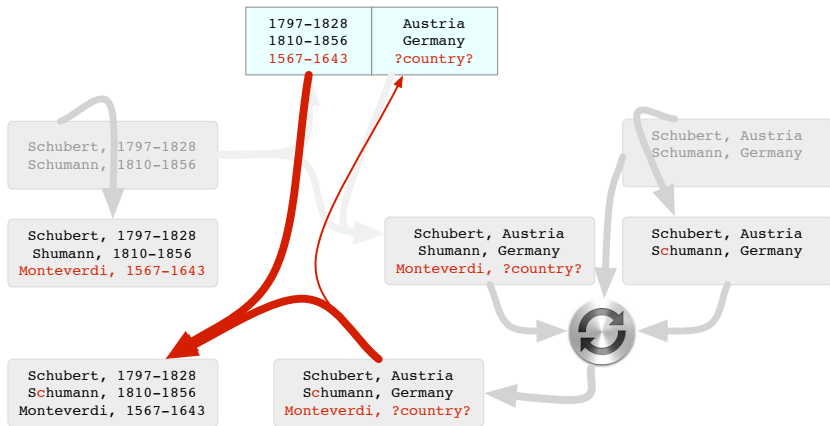 1797-1828
1810-1856
1567-1643
Austria
Germany
?country?
Schubert, 1797-1828
Schumann, 1810-1856
Schubert, Austria
Schumann, Germany
Schubert, 1797-1828
Shumann, 1810-1856
Monteverdi, 1567-1643
Schubert, Austria
Shumann, Germany
Monteverdi, ?country?
Schubert, Austria
Schumann, Germany
Schubert, 1797-1828
Schumann, 1810-1856
Monteverdi, 1567-1643
Schubert, Austria
Schumann, Germany
Monteverdi, ?country?